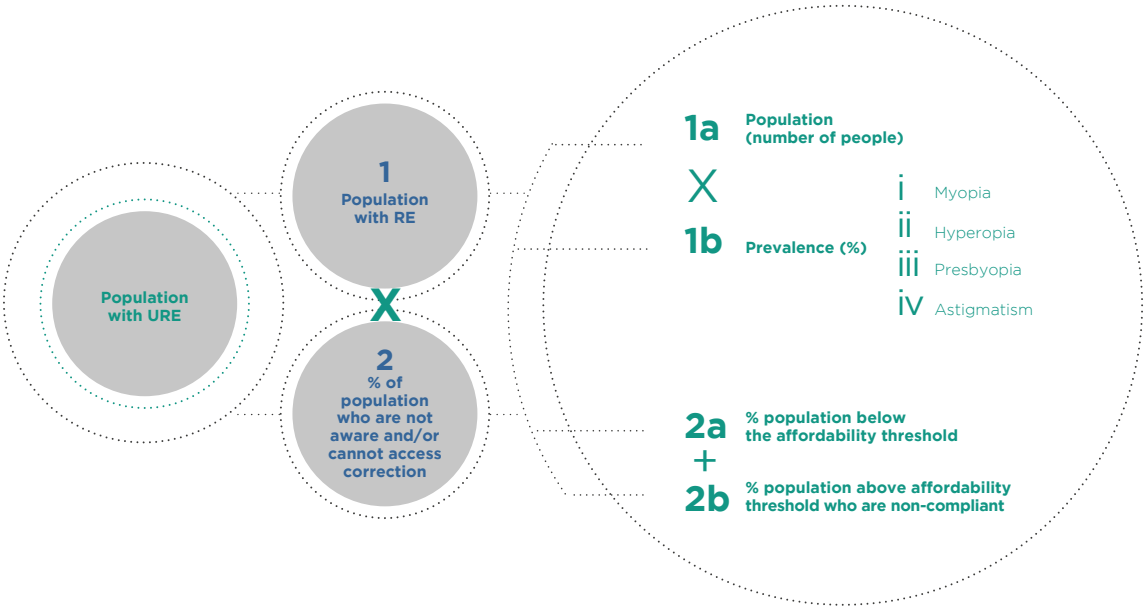 Population
with URE
1
Population
with RE
X
2
% of
population
who are not
aware and/or
cannot access
correction
1a Population
(number of people)
X
1b Prevalence (%)
i Myopia
ii Hyperopia
iii Presbyopia
iv Astigmatism
2a % population below
the affordability threshold
+
2b % population above affordability
threshold who are non-compliant